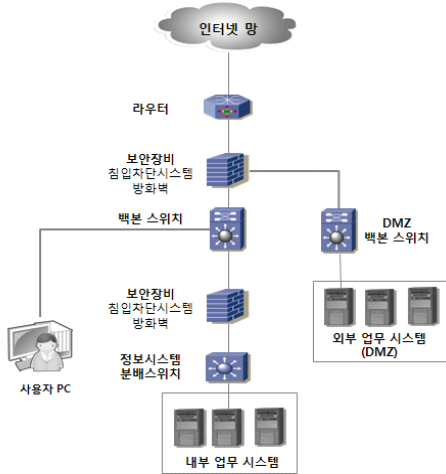 인터넷 망
라우터
보안장비
침입차단시스템
방화벽
백본 스위치
DMZ
백본 스위치
보안장비
침입차단시스템
방화벽
외부 업무 시스템
(DMZ)
정보시스템
분배스위치
사용자 PC
내부 업무 시스템